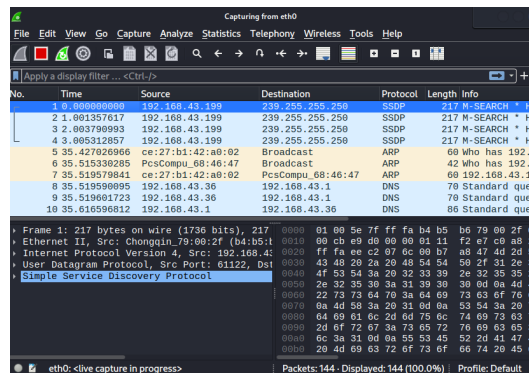 Capturing from eth0
File Edit View Go Capture Analyze Statistics Telephony Wireless Tools Help
Apply a display filter ... <Ctrl-/>
No. Time Source Destination Protocol Length Info
1 0.000000000 192.168.43.199 239.255.255.250 SSDP 217 M-SEARCH * H
2 1.001357617 192.168.43.199 239.255.255.250 SSDP 217 M-SEARCH * H
3 2.003790993 192.168.43.199 239.255.255.250 SSDP 217 M-SEARCH * H
4 3.005312857 192.168.43.199 239.255.255.250 SSDP 217 M-SEARCH * H
5 35.427026966 ce:27:b1:42:a0:02 Broadcast ARP 60 Who has 192.
6 35.515330285 PcsCompu_68:46:47 Broadcast ARP 42 Who has 192.
7 35.519579841 ce:27:b1:42:a0:02 PcsCompu_68:46:47 ARP 60 192.168.43.1
8 35.519590095 192.168.43.36 192.168.43.1 DNS 70 Standard que
9 35.519601723 192.168.43.36 192.168.43.1 DNS 70 Standard que
10 35.616596812 192.168.43.1 192.168.43.36 DNS 86 Standard que
Frame 1: 217 bytes on wire (1736 bits), 217
Ethernet II, Src: Chongqin_79:00:2f (b4:b5:
Internet Protocol Version 4, Src: 192.168.43
User Datagram Protocol, Src Port: 61122, Dst
Simple Service Discovery Protocol
0000 01 00 5e 7f ff fa b4 b5 b6 79 00 2f
0010 00 cb e9 d0 00 00 01 11 f2 e7 c0 a8
0020 ff fa ee c2 07 6c 00 b7 a8 47 4d 2d
0030 43 48 20 2a 20 48 54 54 50 2f 31 2e
0040 4f 53 54 3a 20 32 33 39 2e 32 35 35
0050 2e 32 35 30 3a 31 39 30 30 0d 0a 4d
0060 22 73 73 64 70 3a 64 69 73 63 6f 76
0070 0a 4d 58 3a 20 31 0d 0a 53 54 3a 20
0080 64 69 61 6c 2d 6d 75 6c 74 69 73 63
0090 2d 6f 72 67 3a 73 65 72 76 69 63 65
00a0 6c 3a 31 0d 0a 55 53 45 52 2d 41 47
00b0 20 4d 69 63 72 6f 73 6f 66 74 20 45
eth0: <live capture in progress>
Packets: 144 · Displayed: 144 (100.0%)
Profile: Default